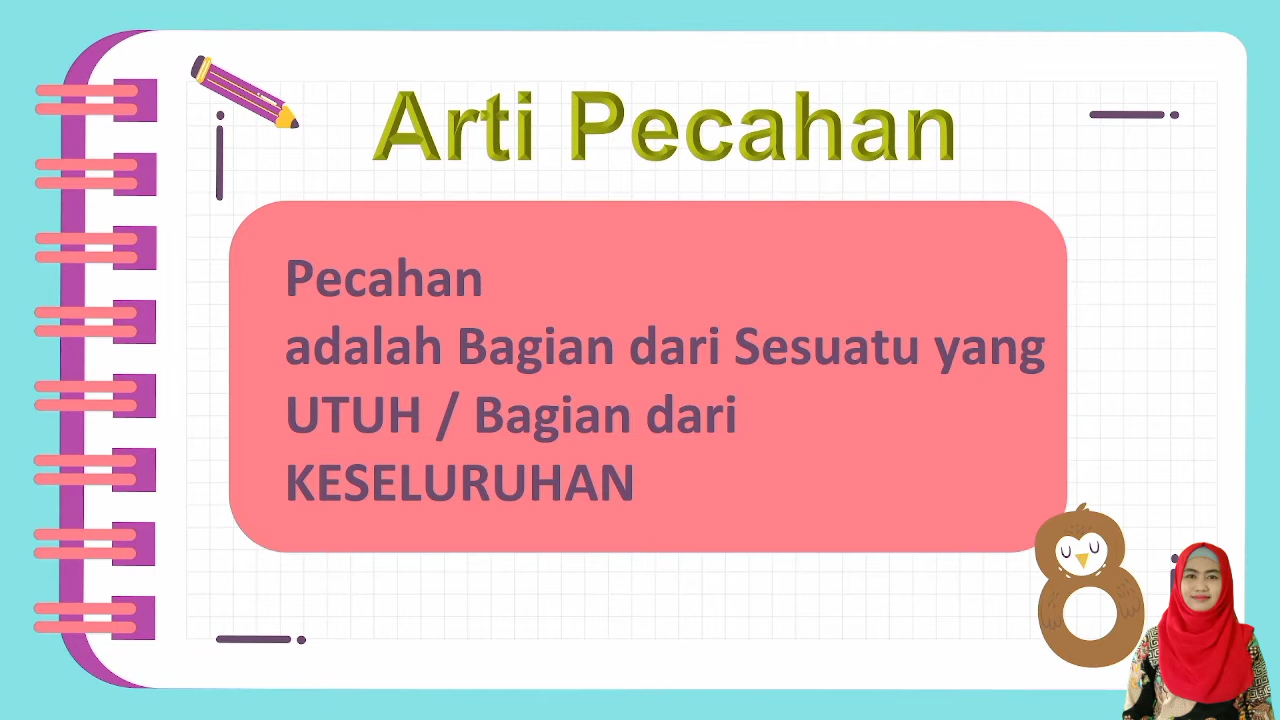 Arti Pecahan
Pecahan
adalah Bagian dari Sesuatu yang
UTUH / Bagian dari
KESELURUHAN